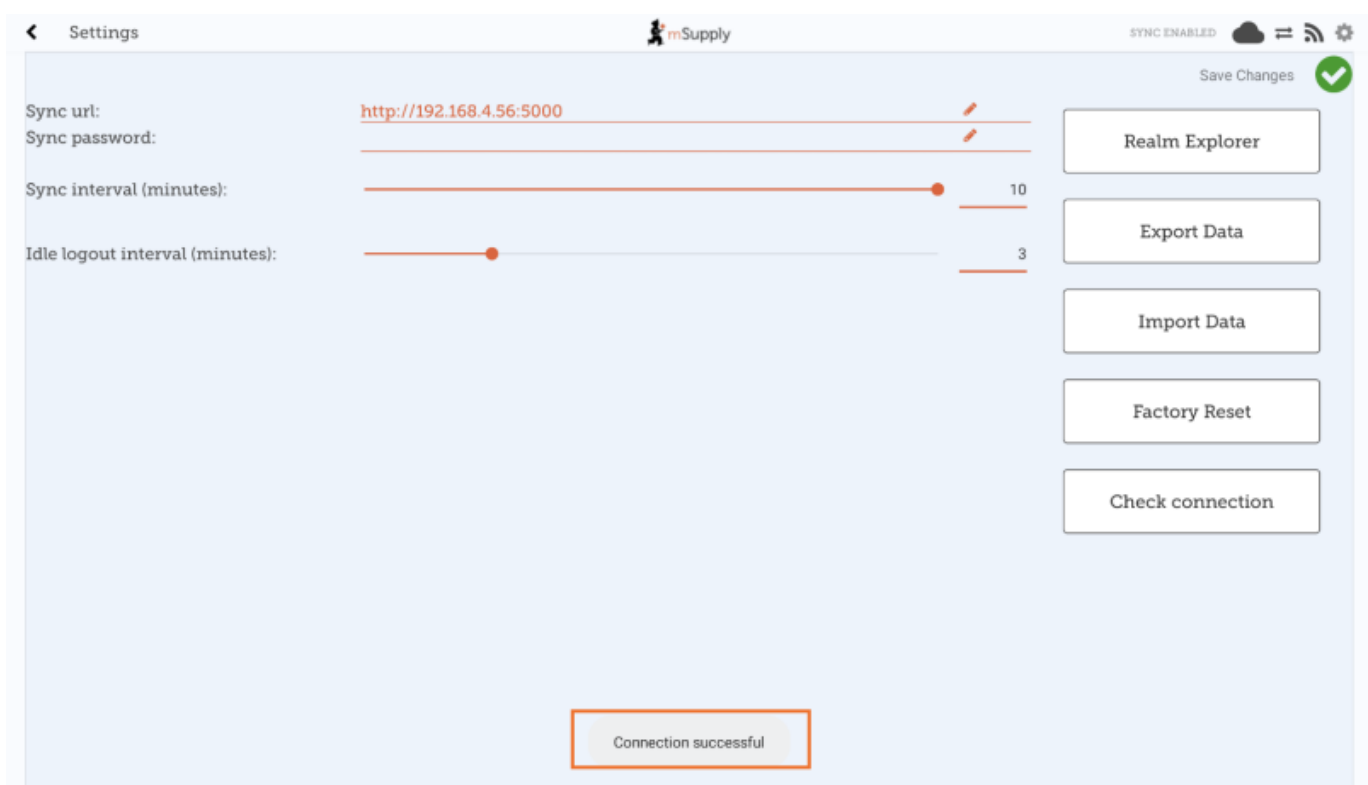 Settings
mSupply
SYNC ENABLED
Save Changes
Sync url:
http://192.168.4.56:5000
Sync password:
Sync interval (minutes):
10
Idle logout interval (minutes):
3
Realm Explorer
Export Data
Import Data
Factory Reset
Check connection
Connection successful